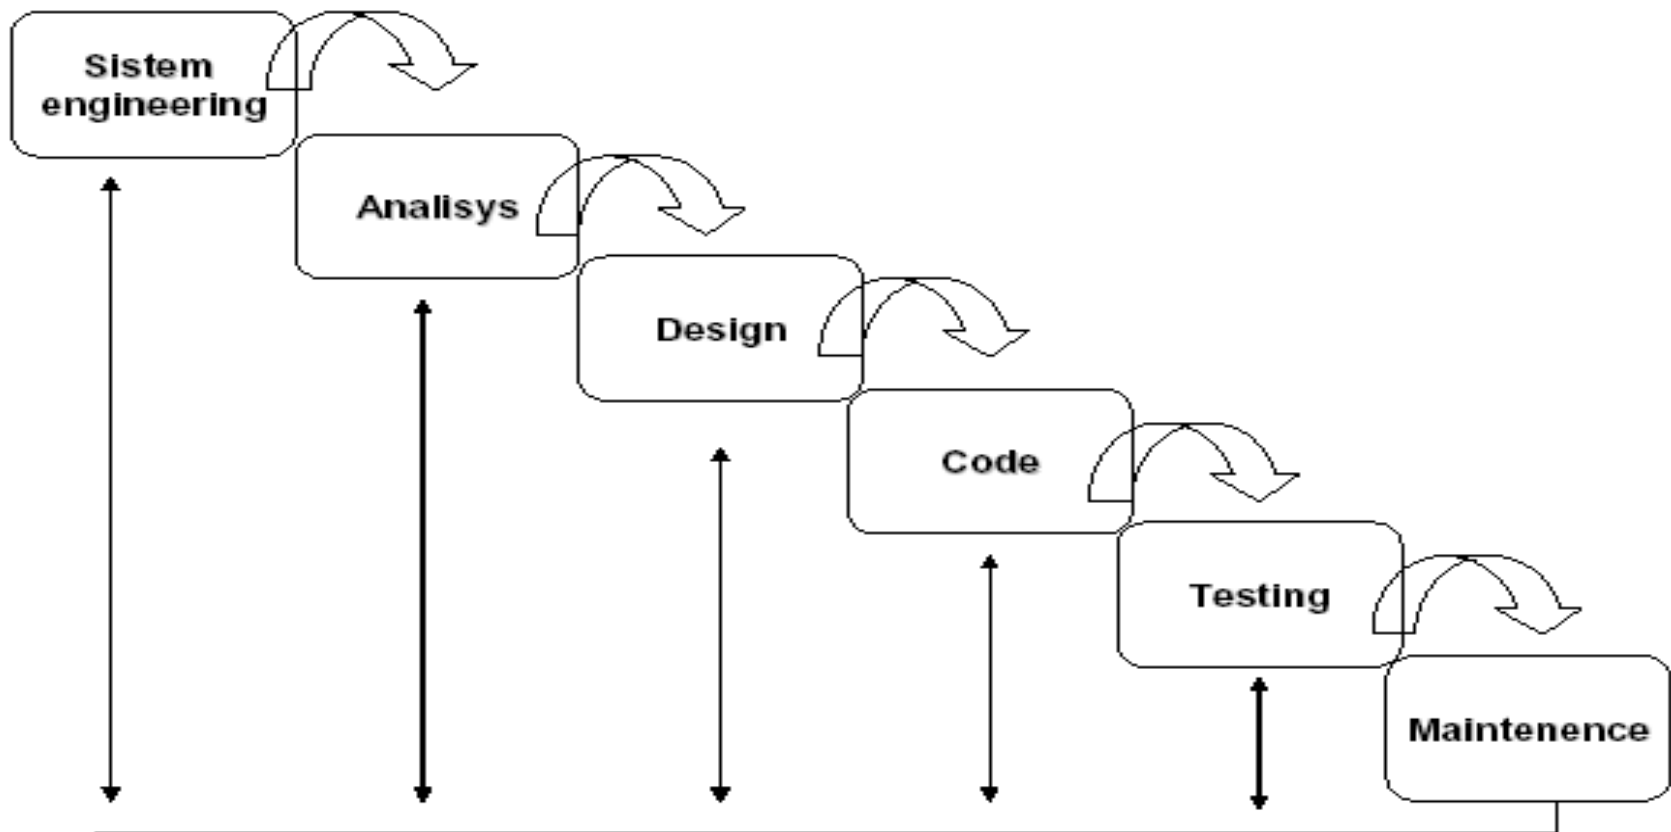 Sistem
engineering
Analisys
Design
Code
Testing
Maintenence